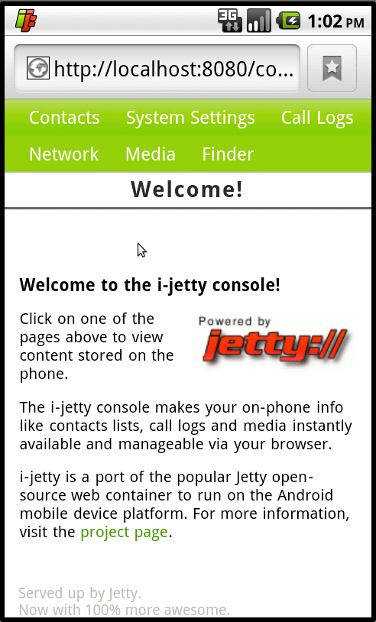 3G 1:02 PM
http://localhost:8080/co...
Contacts System Settings Call Logs
Network Media Finder
Welcome!
Welcome to the i-jetty console!
Click on one of the
pages above to view
content stored on the
phone.
Powered by
jetty://
The i-jetty console makes your on-phone info
like contacts lists, call logs and media instantly
available and manageable via your browser.
i-jetty is a port of the popular Jetty open-
source web container to run on the Android
mobile device platform. For more information,
visit the project page.
Served up by Jetty.
Now with 100% more awesome.